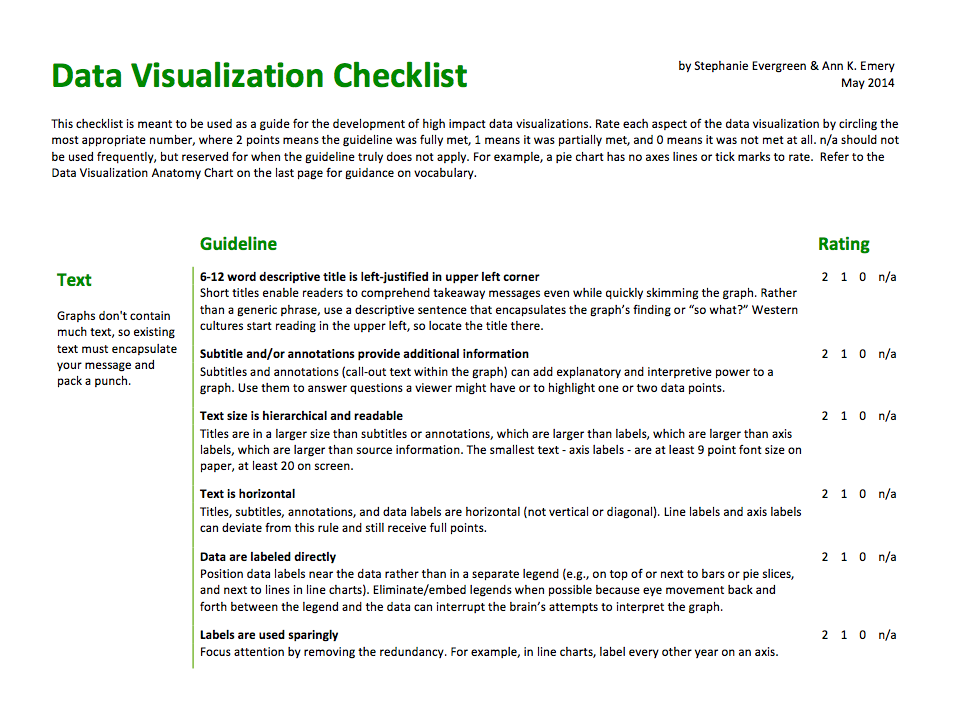 Data Visualization Checklist
by Stephanie Evergreen & Ann K. Emery
May 2014
This checklist is meant to be used as a guide for the development of high impact data visualizations. Rate each aspect of the data visualization by circling the
most appropriate number, where 2 points means the guideline was fully met, 1 means it was partially met, and 0 means it was not met at all. n/a should not
be used frequently, but reserved for when the guideline truly does not apply. For example, a pie chart has no axes lines or tick marks to rate.  Refer to the
Data Visualization Anatomy Chart on the last page for guidance on vocabulary.
Guideline
Rating
Text
Graphs don't contain
much text, so existing
text must encapsulate
your message and
pack a punch.
6-12 word descriptive title is left-justified in upper left corner
2 1 0 n/a
Short titles enable readers to comprehend takeaway messages even while quickly skimming the graph. Rather
than a generic phrase, use a descriptive sentence that encapsulates the graph’s finding or “so what?” Western
cultures start reading in the upper left, so locate the title there.
Subtitle and/or annotations provide additional information
2 1 0 n/a
Subtitles and annotations (call-out text within the graph) can add explanatory and interpretive power to a
graph. Use them to answer questions a viewer might have or to highlight one or two data points.
Text size is hierarchical and readable
2 1 0 n/a
Titles are in a larger size than subtitles or annotations, which are larger than labels, which are larger than axis
labels, which are larger than source information. The smallest text - axis labels - are at least 9 point font size on
paper, at least 20 on screen.
Text is horizontal
2 1 0 n/a
Titles, subtitles, annotations, and data labels are horizontal (not vertical or diagonal). Line labels and axis labels
can deviate from this rule and still receive full points.
Data are labeled directly
2 1 0 n/a
Position data labels near the data rather than in a separate legend (e.g., on top of or next to bars or pie slices,
and next to lines in line charts). Eliminate/embed legends when possible because eye movement back and
forth between the legend and the data can interrupt the brain’s attempts to interpret the graph.
Labels are used sparingly
2 1 0 n/a
Focus attention by removing the redundancy. For example, in line charts, label every other year on an axis.